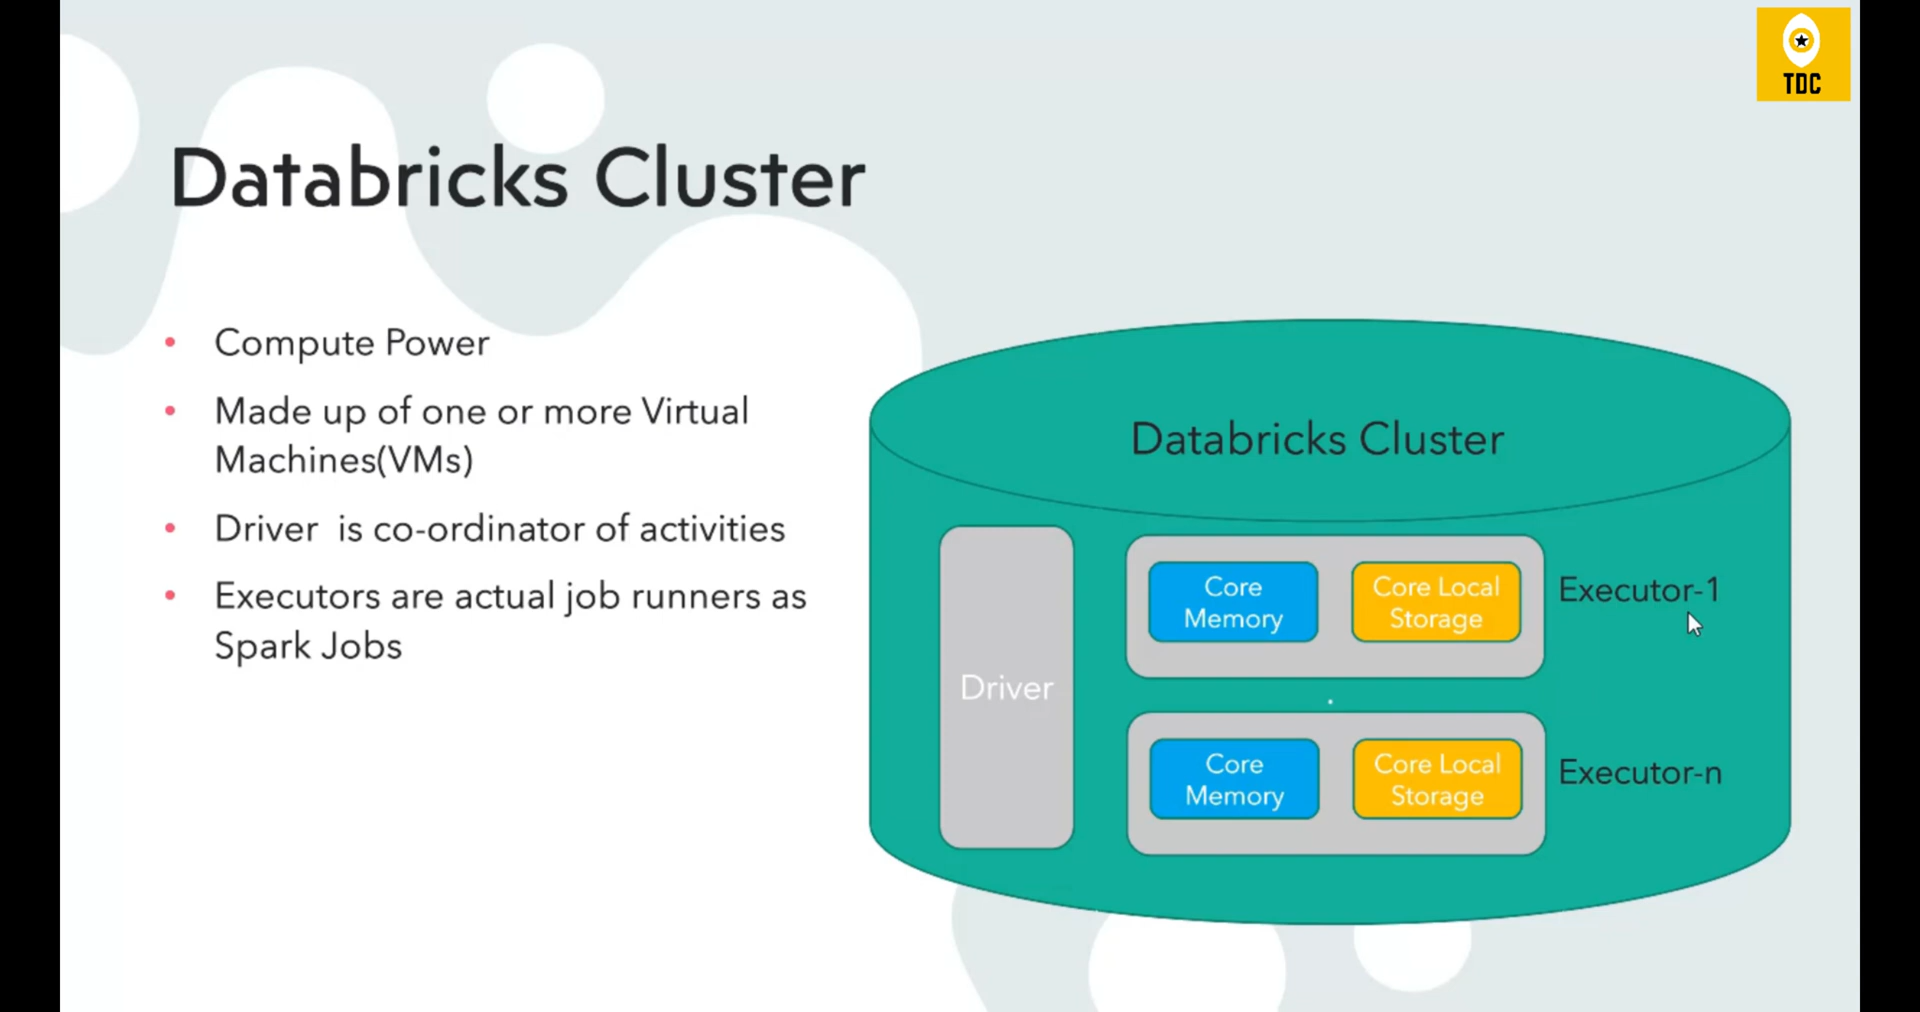 TDC
Databricks Cluster
• Compute Power
• Made up of one or more Virtual
Machines(VMs)
• Driver  is co-ordinator of activities
• Executors are actual job runners as
Spark Jobs
Databricks Cluster
Driver
Core
Memory
Core Local
Storage
Executor-1
Core
Memory
Core Local
Storage
Executor-n